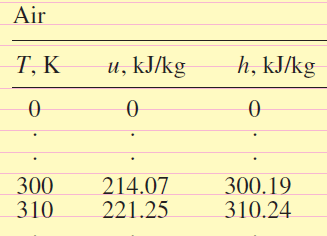 Air
T, K u, kJ/kg h, kJ/kg
0 0 0
. . .
. . .
300 214.07 300.19
310 221.25 310.24
. . .